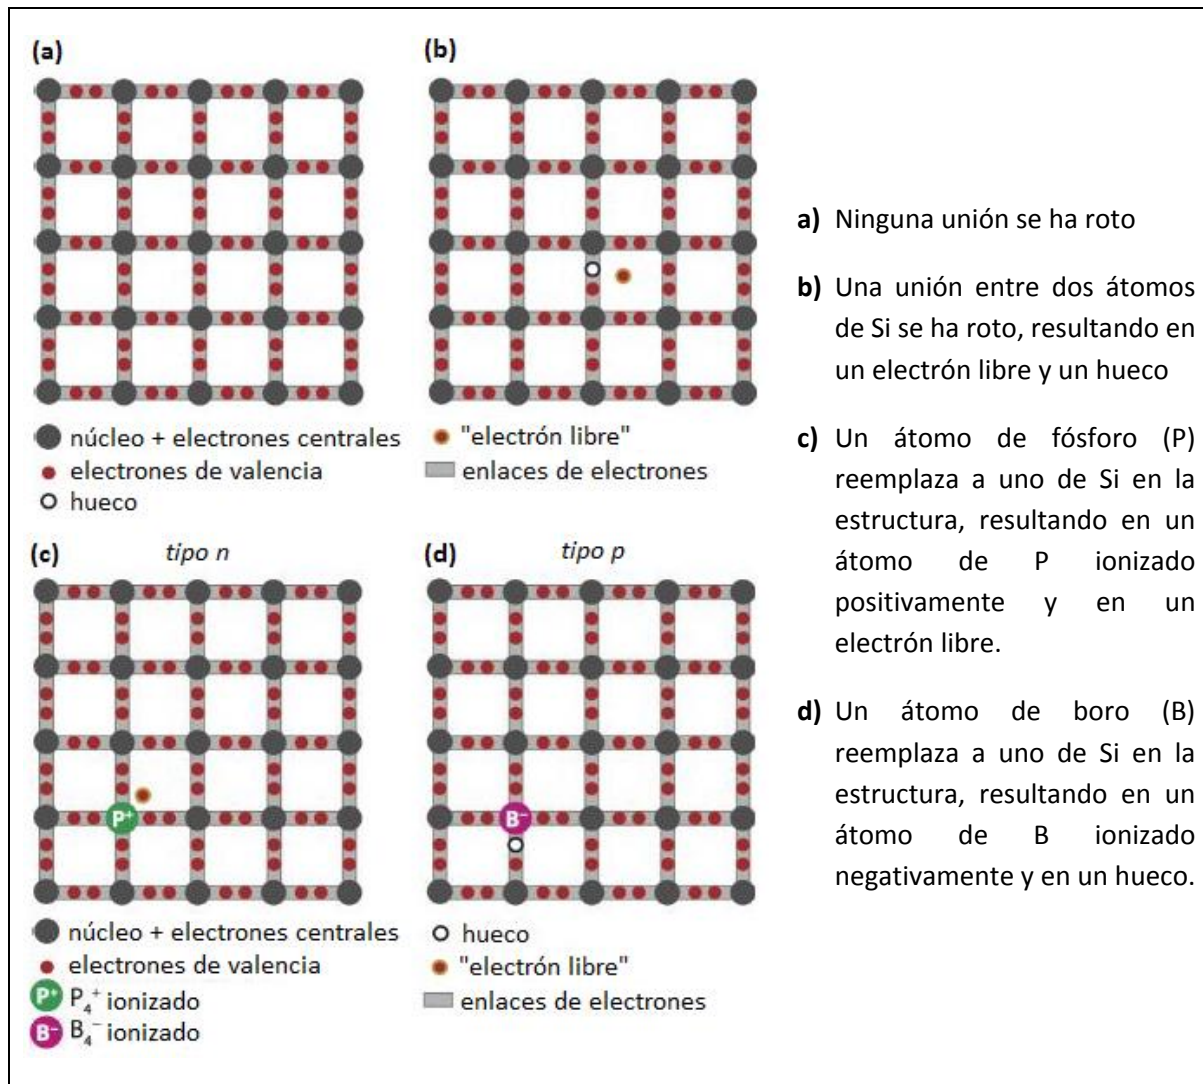 (a)
(b)
núcleo + electrones centrales
electrones de valencia
hueco
"electrón libre"
enlaces de electrones
(c) tipo n
(d) tipo p
P⁺
B⁻
núcleo + electrones centrales
electrones de valencia
P⁺ P₄⁺ ionizado
B⁻ B₄⁻ ionizado
hueco
"electrón libre"
enlaces de electrones
a) Ninguna unión se ha roto
b) Una unión entre dos átomos
de Si se ha roto, resultando en
un electrón libre y un hueco
c) Un átomo de fósforo (P)
reemplaza a uno de Si en la
estructura, resultando en un
átomo de P ionizado
positivamente y en un
electrón libre.
d) Un átomo de boro (B)
reemplaza a uno de Si en la
estructura, resultando en un
átomo de B ionizado
negativamente y en un hueco.